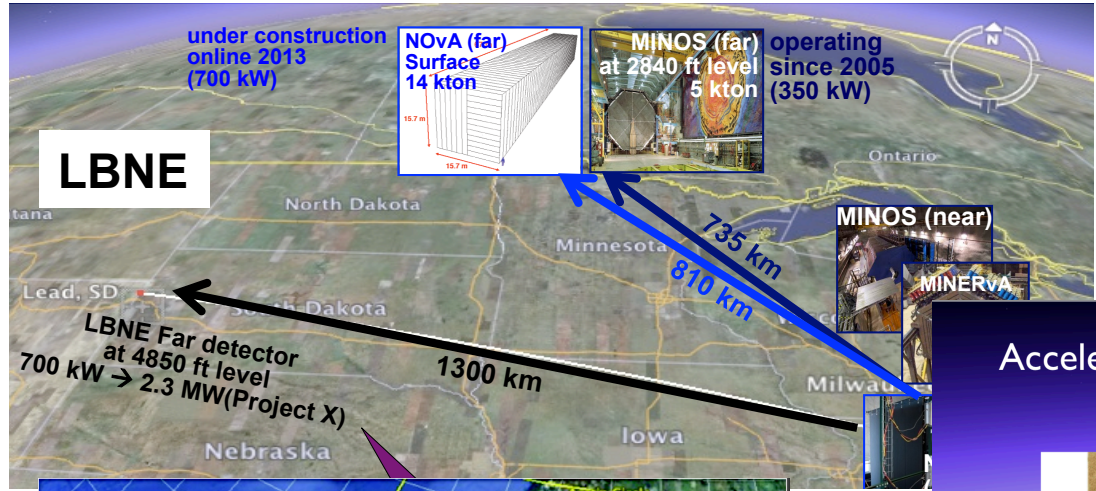 under construction
online 2013
(700 kW)
NOvA (far)
Surface
14 kton
15.7 m
15.7 m
MINOS (far)
at 2840 ft level
5 kton
operating
since 2005
(350 kW)
N
LBNE
Ontario
North Dakota
Minnesota
MINOS (near)
MINERvA
735 km
810 km
Lead, SD
South Dakota
LBNE Far detector
at 4850 ft level
700 kW → 2.3 MW(Project X)
1300 km
Accele
Nebraska
Iowa